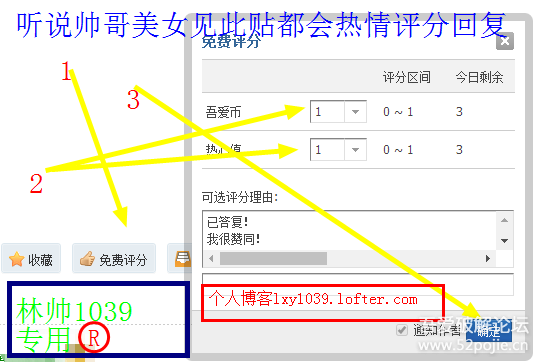 听说帅哥美女见此贴都会热情评分回复
免费评分
1
3
评分区间 今日剩余
吾爱币 1 0 ~ 1 3
热心值 1 0 ~ 1 3
2
可选评分理由:
已答复!
我很赞同!
收藏 免费评分
个人博客lxy1039.lofter.com
林帅1039
专用 R
通知作者 确定
吾爱破解论坛
www.52pojie.cn